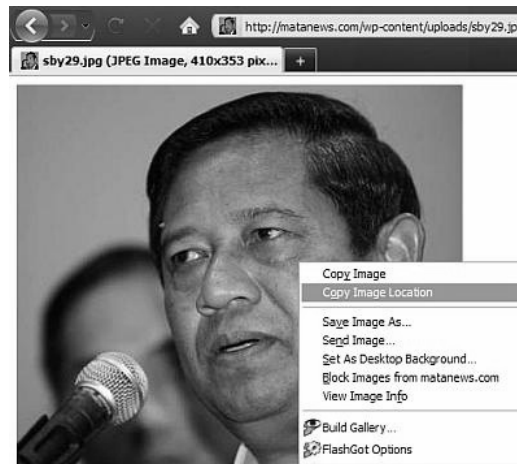 http://matanews.com/wp-content/uploads/sby29.jp
sby29.jpg (JPEG Image, 410x353 pix...
+
Copy Image
Copy Image Location
Save Image As...
Send Image...
Set As Desktop Background...
Block Images from matanews.com
View Image Info
Build Gallery...
FlashGot Options